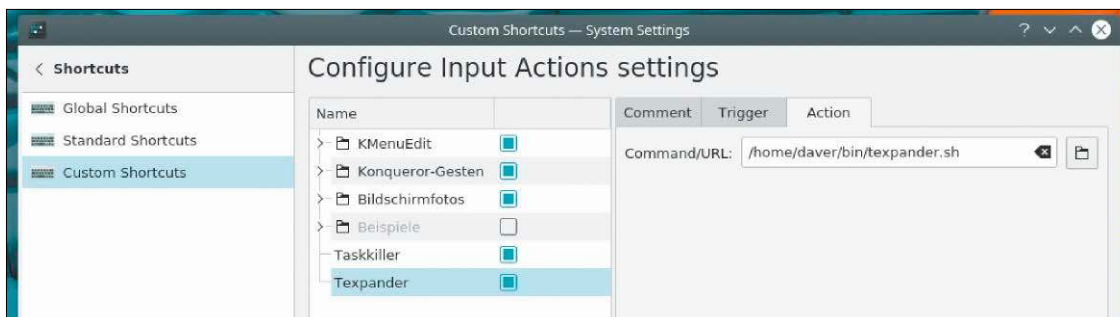 Custom Shortcuts — System Settings
Shortcuts
Global Shortcuts
Standard Shortcuts
Custom Shortcuts
Configure Input Actions settings
Name
KMenuEdit
Konqueror-Gesten
Bildschirmfotos
Beispiele
Taskkiller
Texpander
Comment Trigger Action
Command/URL: /home/daver/bin/texpander.sh